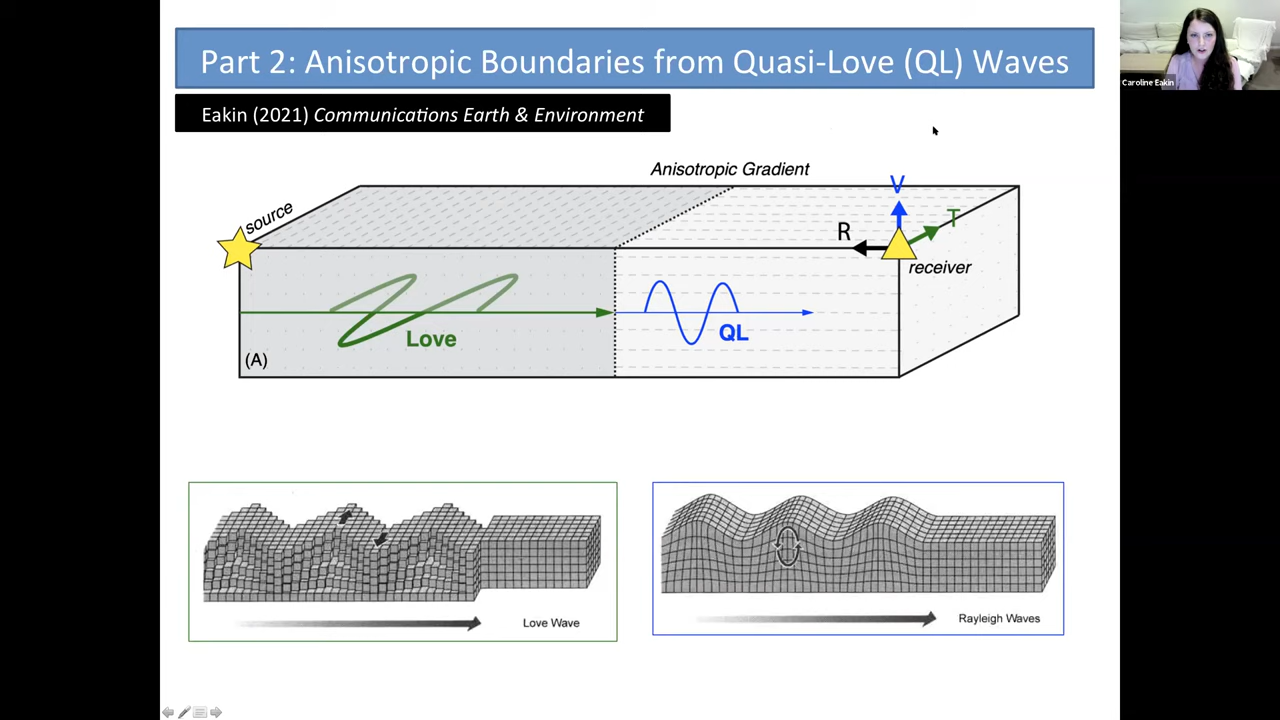 Part 2: Anisotropic Boundaries from Quasi-Love (QL) Waves
Caroline Eakin
Eakin (2021) Communications Earth & Environment
Anisotropic Gradient
source
V
T
R
receiver
Love
QL
(A)
Love Wave
Rayleigh Waves